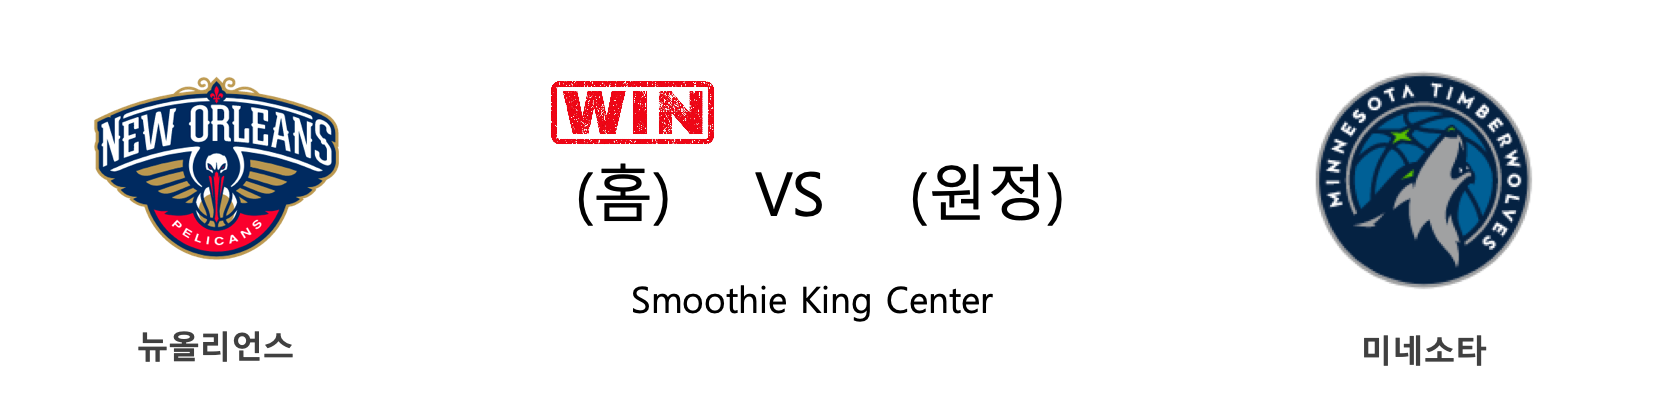 NEW ORLEANS
PELICANS
WIN
(홈) VS (원정)
Smoothie King Center
MINNESOTA TIMBERWOLVES
뉴올리언스
미네소타